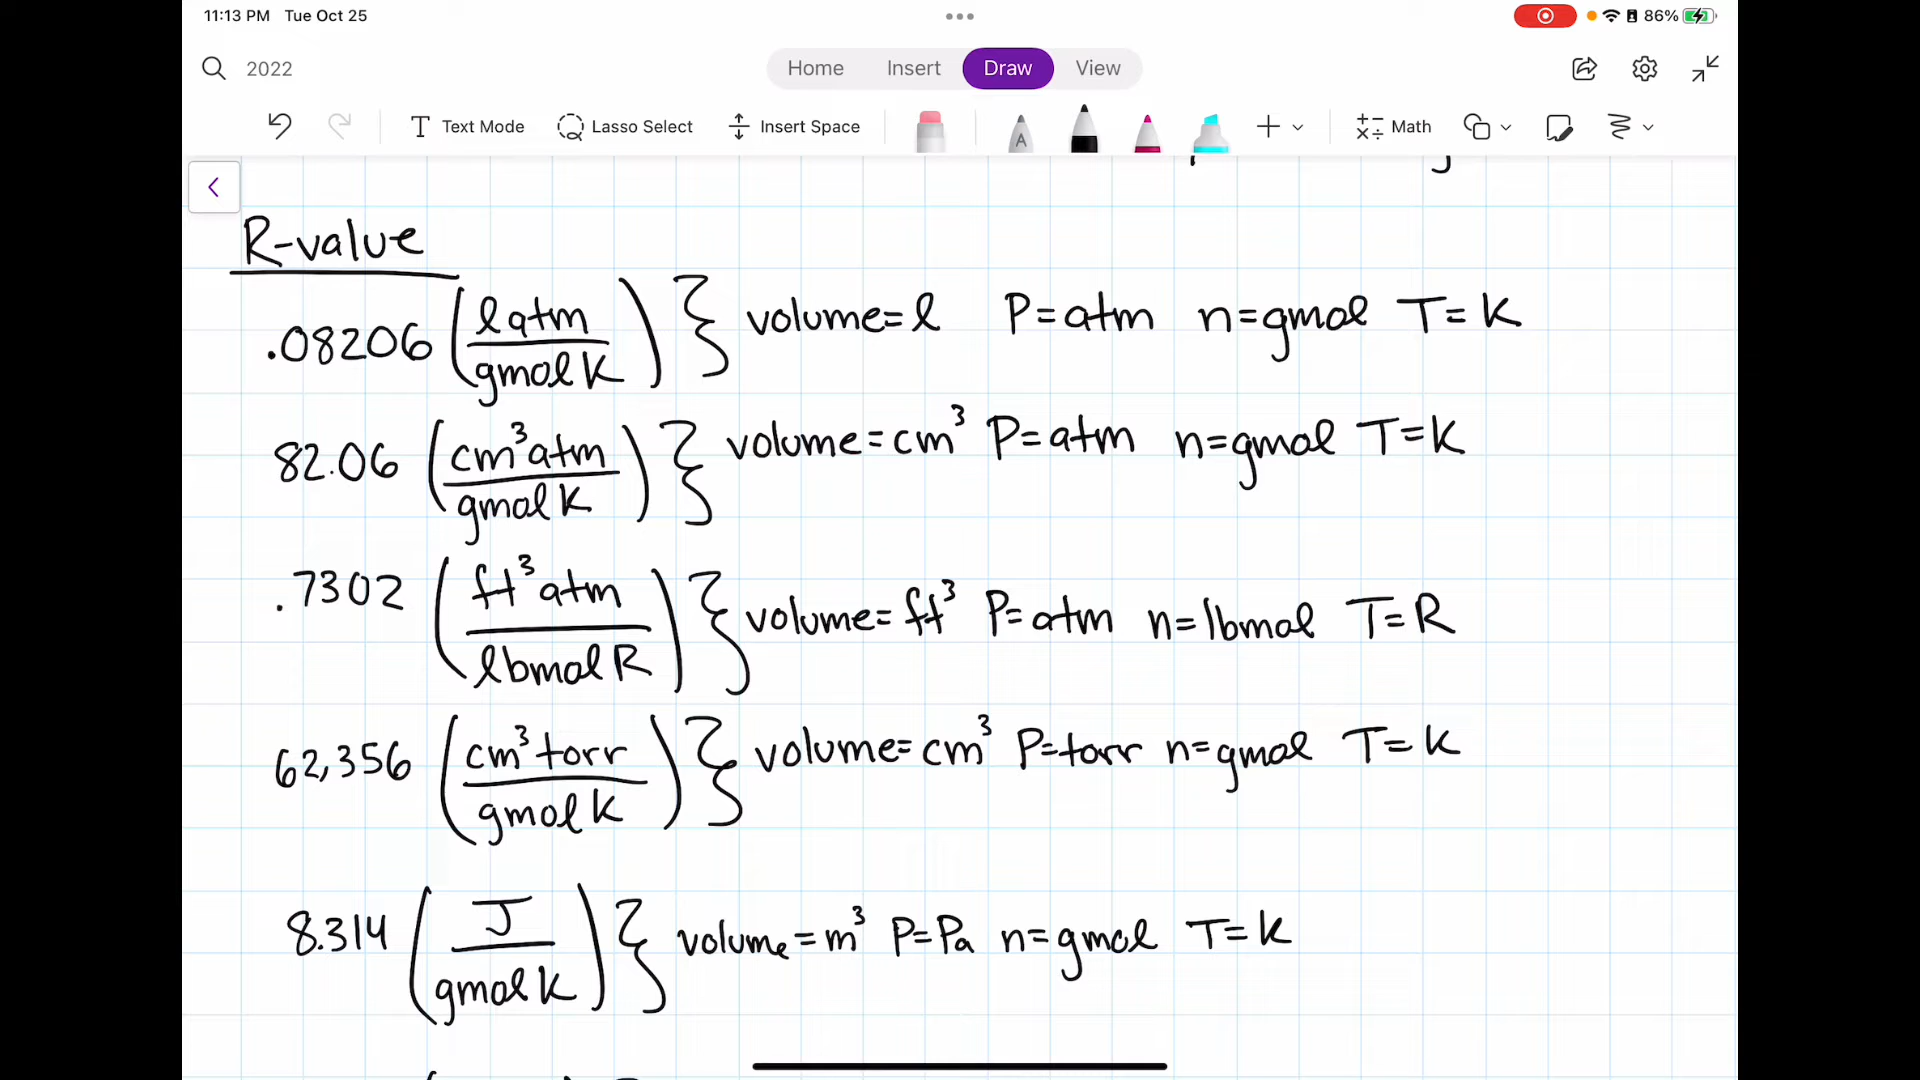 11:13 PM Tue Oct 25 86%
2022 Home Insert Draw View
T Text Mode Lasso Select Insert Space A Math
R-value
.08206 (l atm / gmol K) } volume = l P = atm n = gmol T = K
82.06 (cm³ atm / gmol K) } volume = cm³ P = atm n = gmol T = K
.7302 (ft³ atm / lbmol R) } volume = ft³ P = atm n = lbmol T = R
62,356 (cm³ torr / gmol K) } volume = cm³ P = torr n = gmol T = K
8.314 (J / gmol K) } volume = m³ P = Pa n = gmol T = K